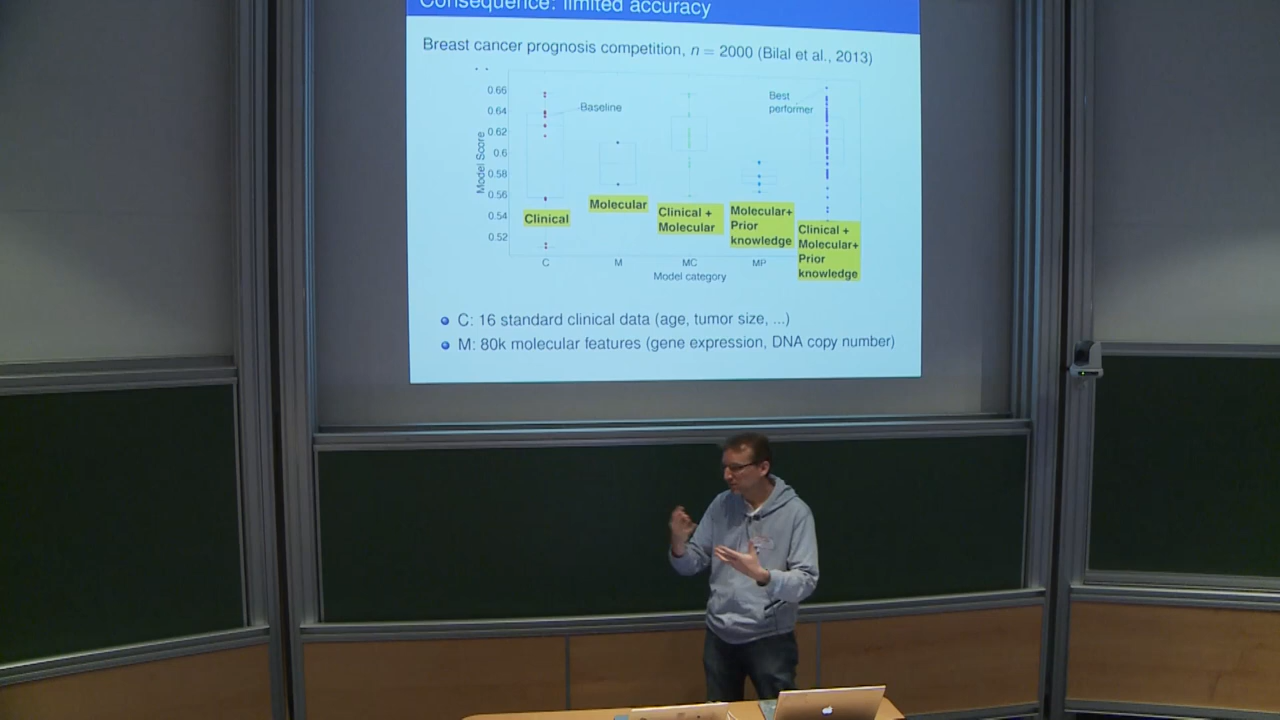 Consequence: limited accuracy
Breast cancer prognosis competition, n = 2000 (Bilal et al., 2013)
0.66
0.64
0.62
0.6
0.58
0.56
0.54
0.52
Model Score
Baseline
Best
performer
Clinical
Molecular
Clinical +
Molecular
Molecular+
Prior
knowledge
Clinical +
Molecular+
Prior
knowledge
C
M
MC
MP
Model category
C: 16 standard clinical data (age, tumor size, ...)
M: 80k molecular features (gene expression, DNA copy number)